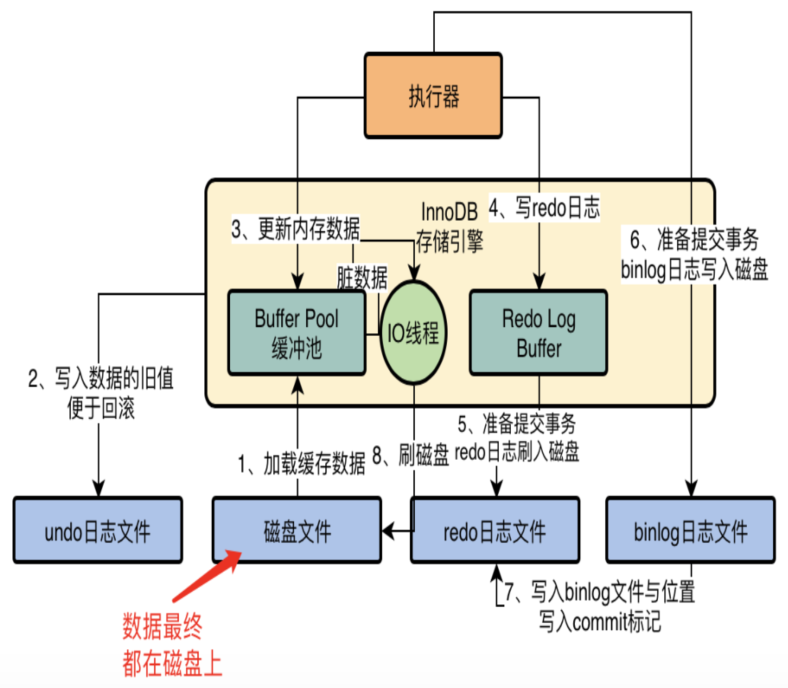 执行器
InnoDB
存储引擎
4、写redo日志
3、更新内存数据
6、准备提交事务
binlog日志写入磁盘
脏数据
Buffer Pool
缓冲池
IO线程
Redo Log
Buffer
2、写入数据的旧值
便于回滚
5、准备提交事务
redo日志刷入磁盘
1、加载缓存数据
8、刷磁盘
undo日志文件
磁盘文件
redo日志文件
binlog日志文件
7、写入binlog文件与位置
写入commit标记
数据最终
都在磁盘上